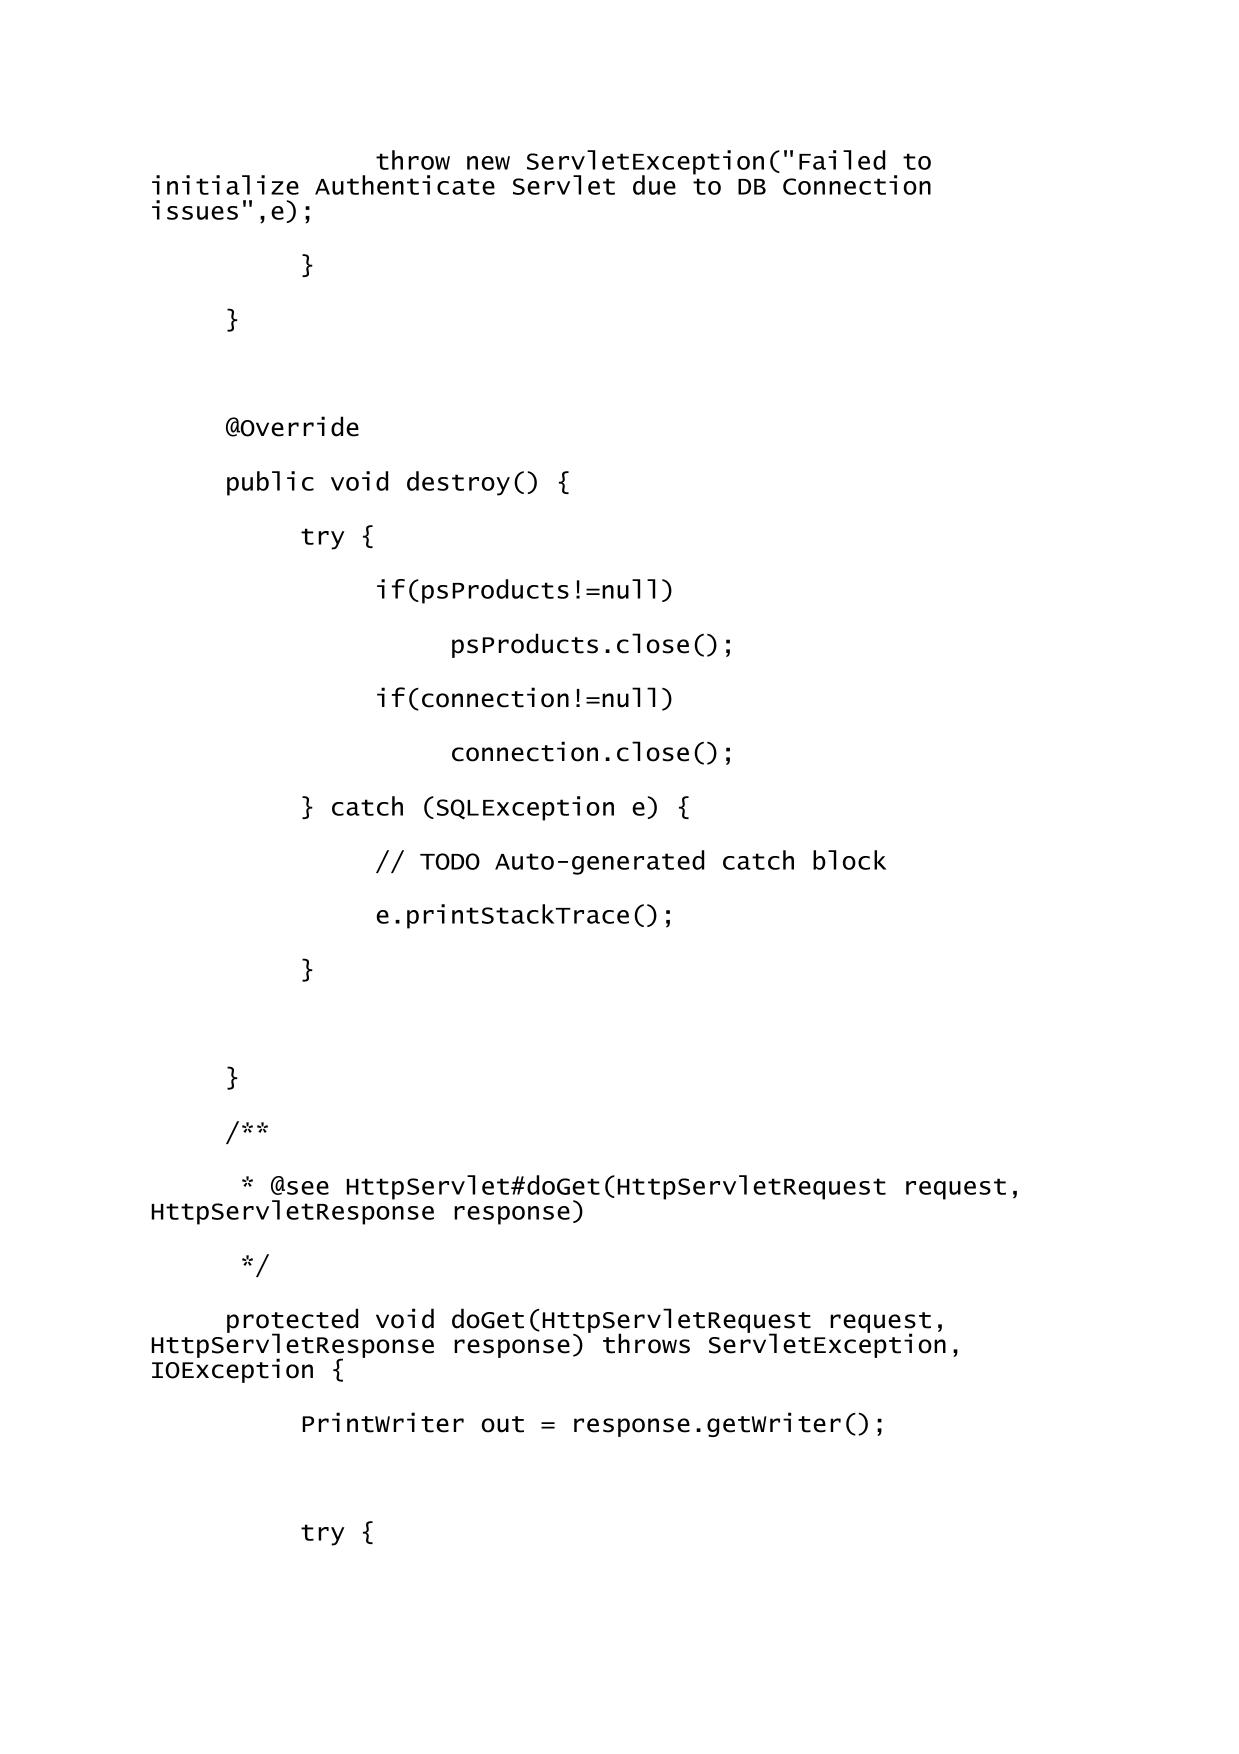 throw new ServletException("Failed to
initialize Authenticate Servlet due to DB Connection
issues",e);
}
}
@Override
public void destroy() {
try {
if(psProducts!=null)
psProducts.close();
if(connection!=null)
connection.close();
} catch (SQLException e) {
// TODO Auto-generated catch block
e.printStackTrace();
}
}
/**
* @see HttpServlet#doGet(HttpServletRequest request,
HttpServletResponse response)
*/
protected void doGet(HttpServletRequest request,
HttpServletResponse response) throws ServletException,
IOException {
PrintWriter out = response.getWriter();
try {